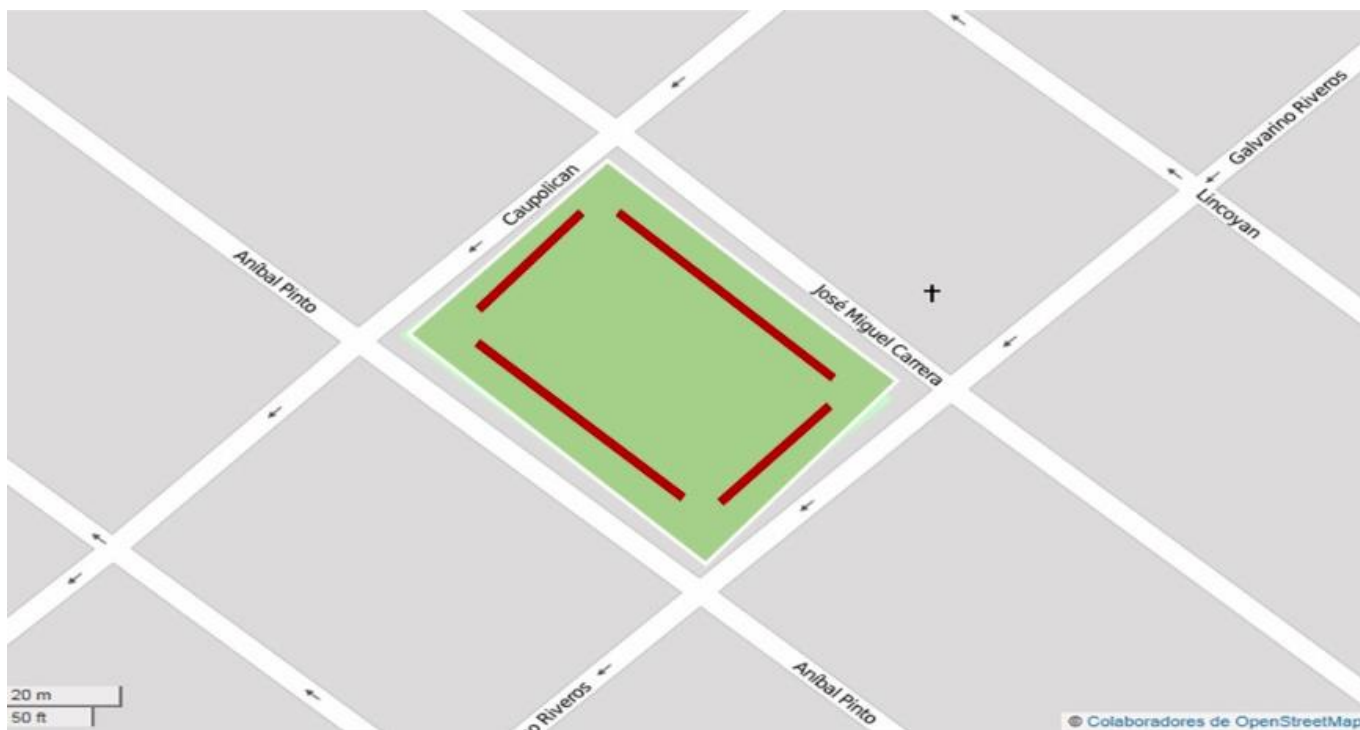 Galvarino Riveros
Caupolican
Lincoyan
Aníbal Pinto
José Miguel Carrera
Aníbal Pinto
o Riveros
20 m
50 ft
© Colaboradores de OpenStreetMap